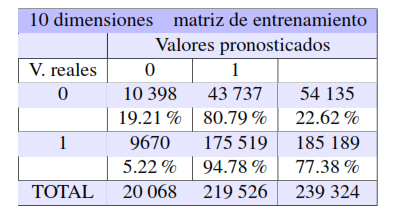 10 dimensiones matriz de entrenamiento
Valores pronosticados
V. reales 0 1
0 10 398 43 737 54 135
19.21 % 80.79 % 22.62 %
1 9670 175 519 185 189
5.22 % 94.78 % 77.38 %
TOTAL 20 068 219 526 239 324